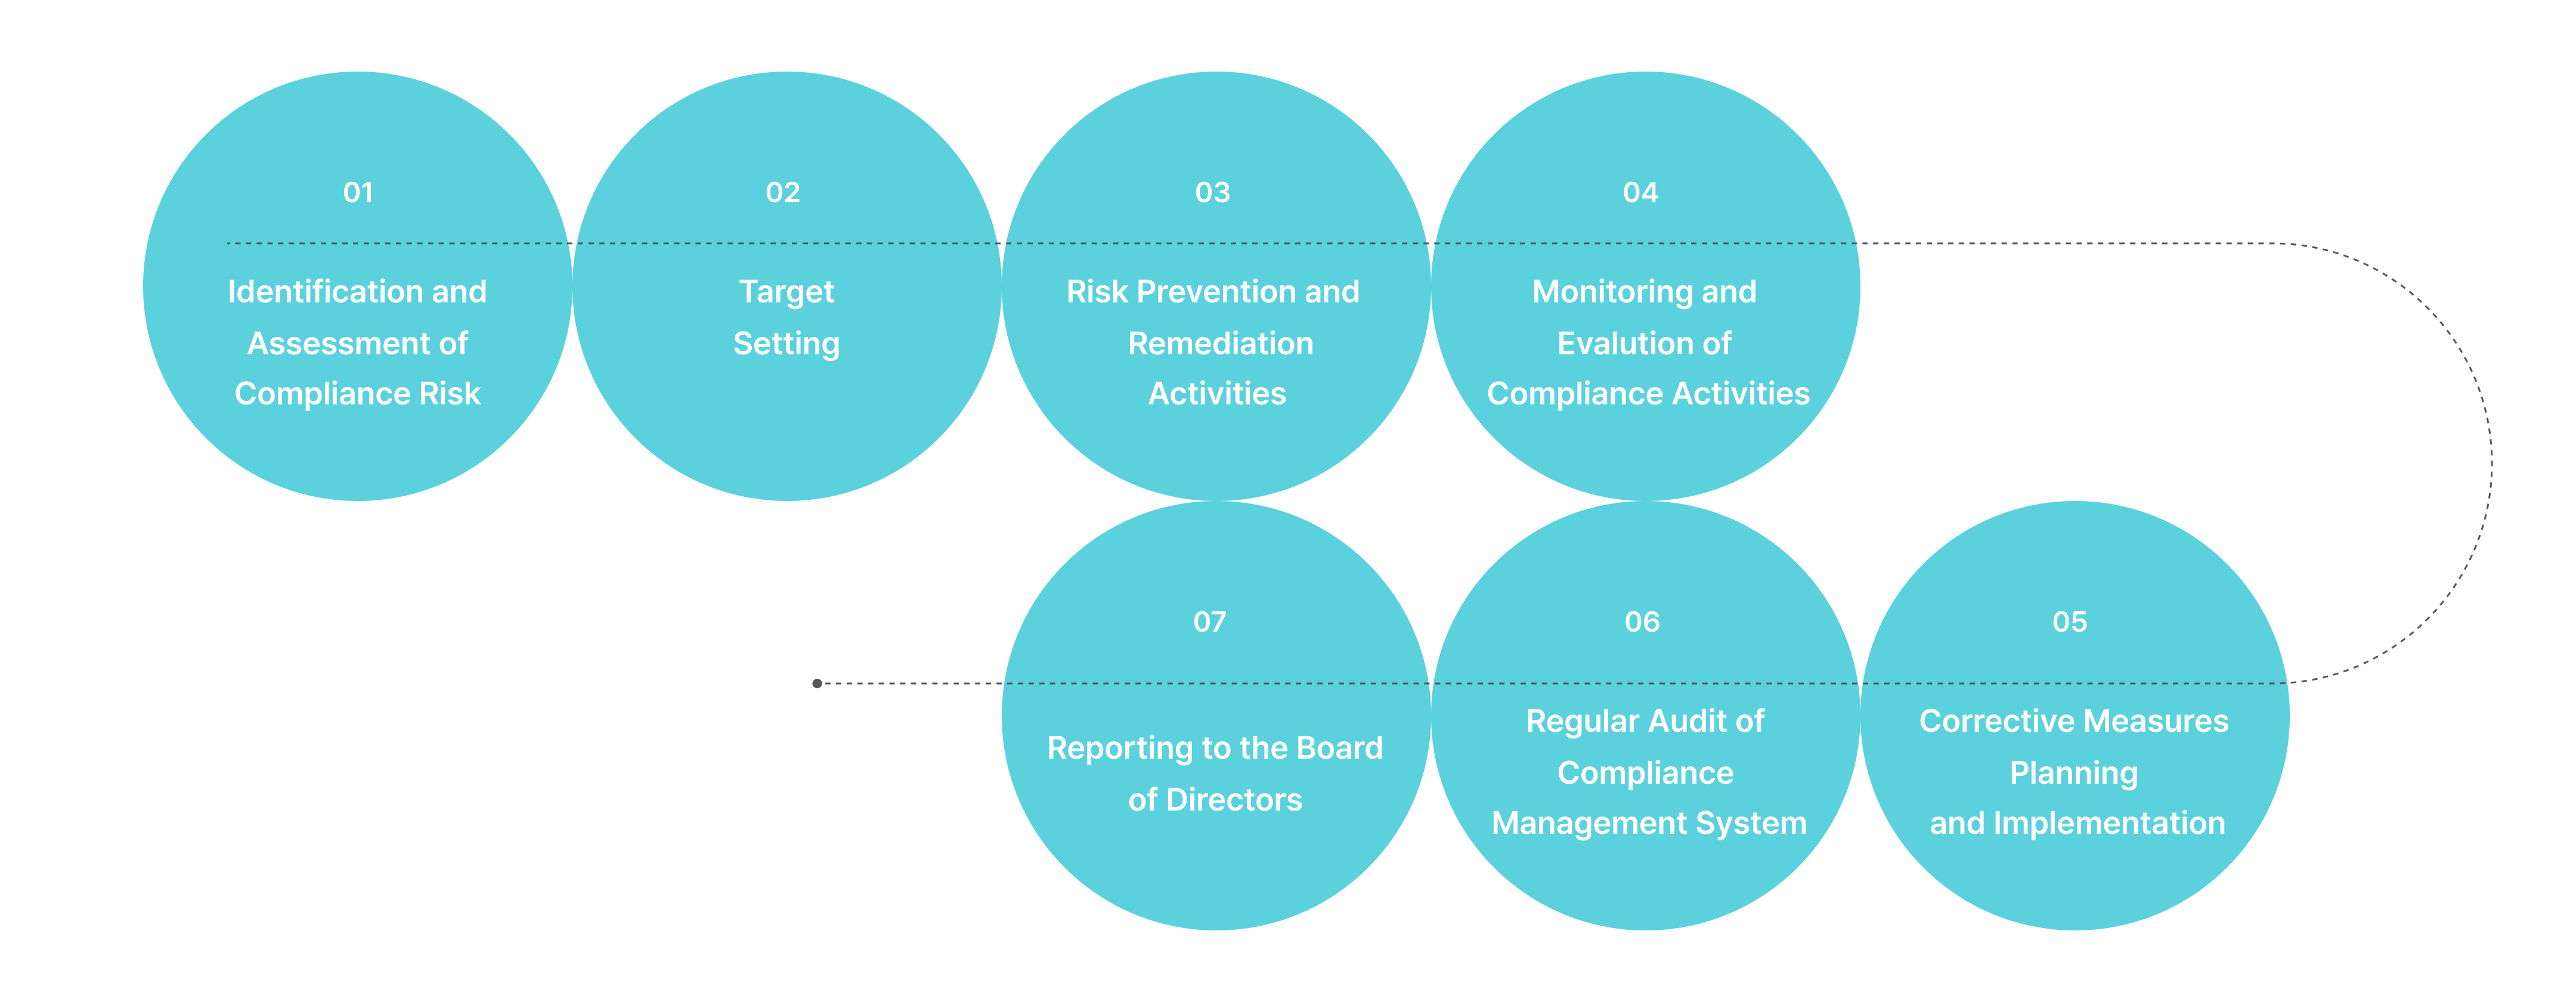 01
Identification and
Assessment of
Compliance Risk
02
Target
Setting
03
Risk Prevention and
Remediation
Activities
04
Monitoring and
Evalution of
Compliance Activities
05
Corrective Measures
Planning
and Implementation
06
Regular Audit of
Compliance
Management System
07
Reporting to the Board
of Directors